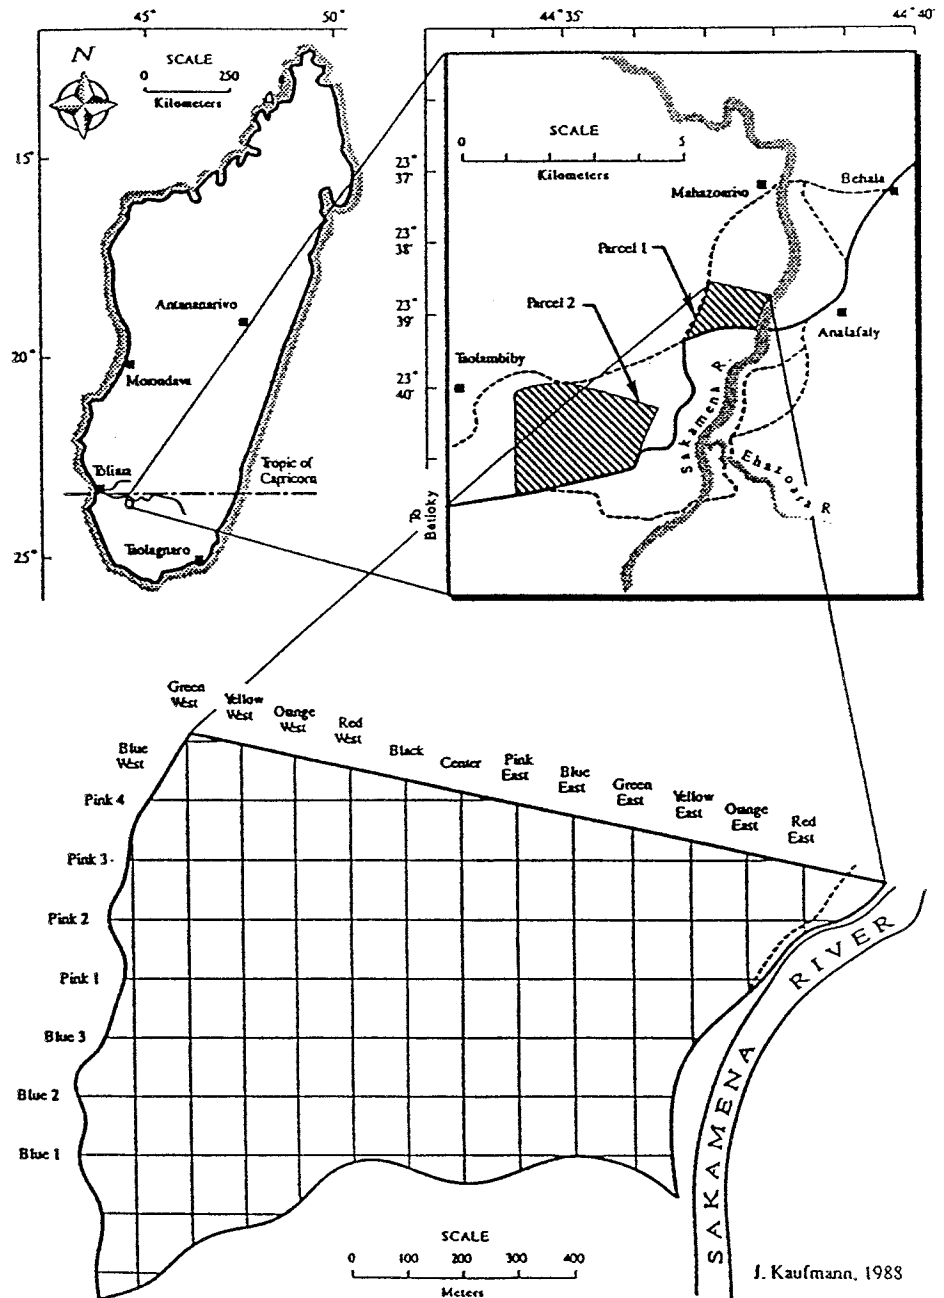 45°
50°
44° 35'
44° 40'
N
SCALE
0 250
Kilometers
15°
20°
25°
Antananarivo
Morondava
Toliara
Tropic of
Capricorn
Taolagnaro
SCALE
0 5
Kilometers
23°
37'
23°
38'
23°
39'
23°
40'
Mahazoarivo
Behala
Parcel 1
Parcel 2
Analafaly
Taolambiby
Sakamena R.
Ehazoara R.
To
Betioky
Green
West
Yellow
West
Orange
West
Red
West
Black
Center
Pink
East
Blue
East
Green
East
Yellow
East
Orange
East
Red
East
Blue
West
Pink 4
Pink 3
Pink 2
Pink 1
Blue 3
Blue 2
Blue 1
SAKAMENA RIVER
SCALE
0 100 200 300 400
Meters
J. Kaufmann, 1988